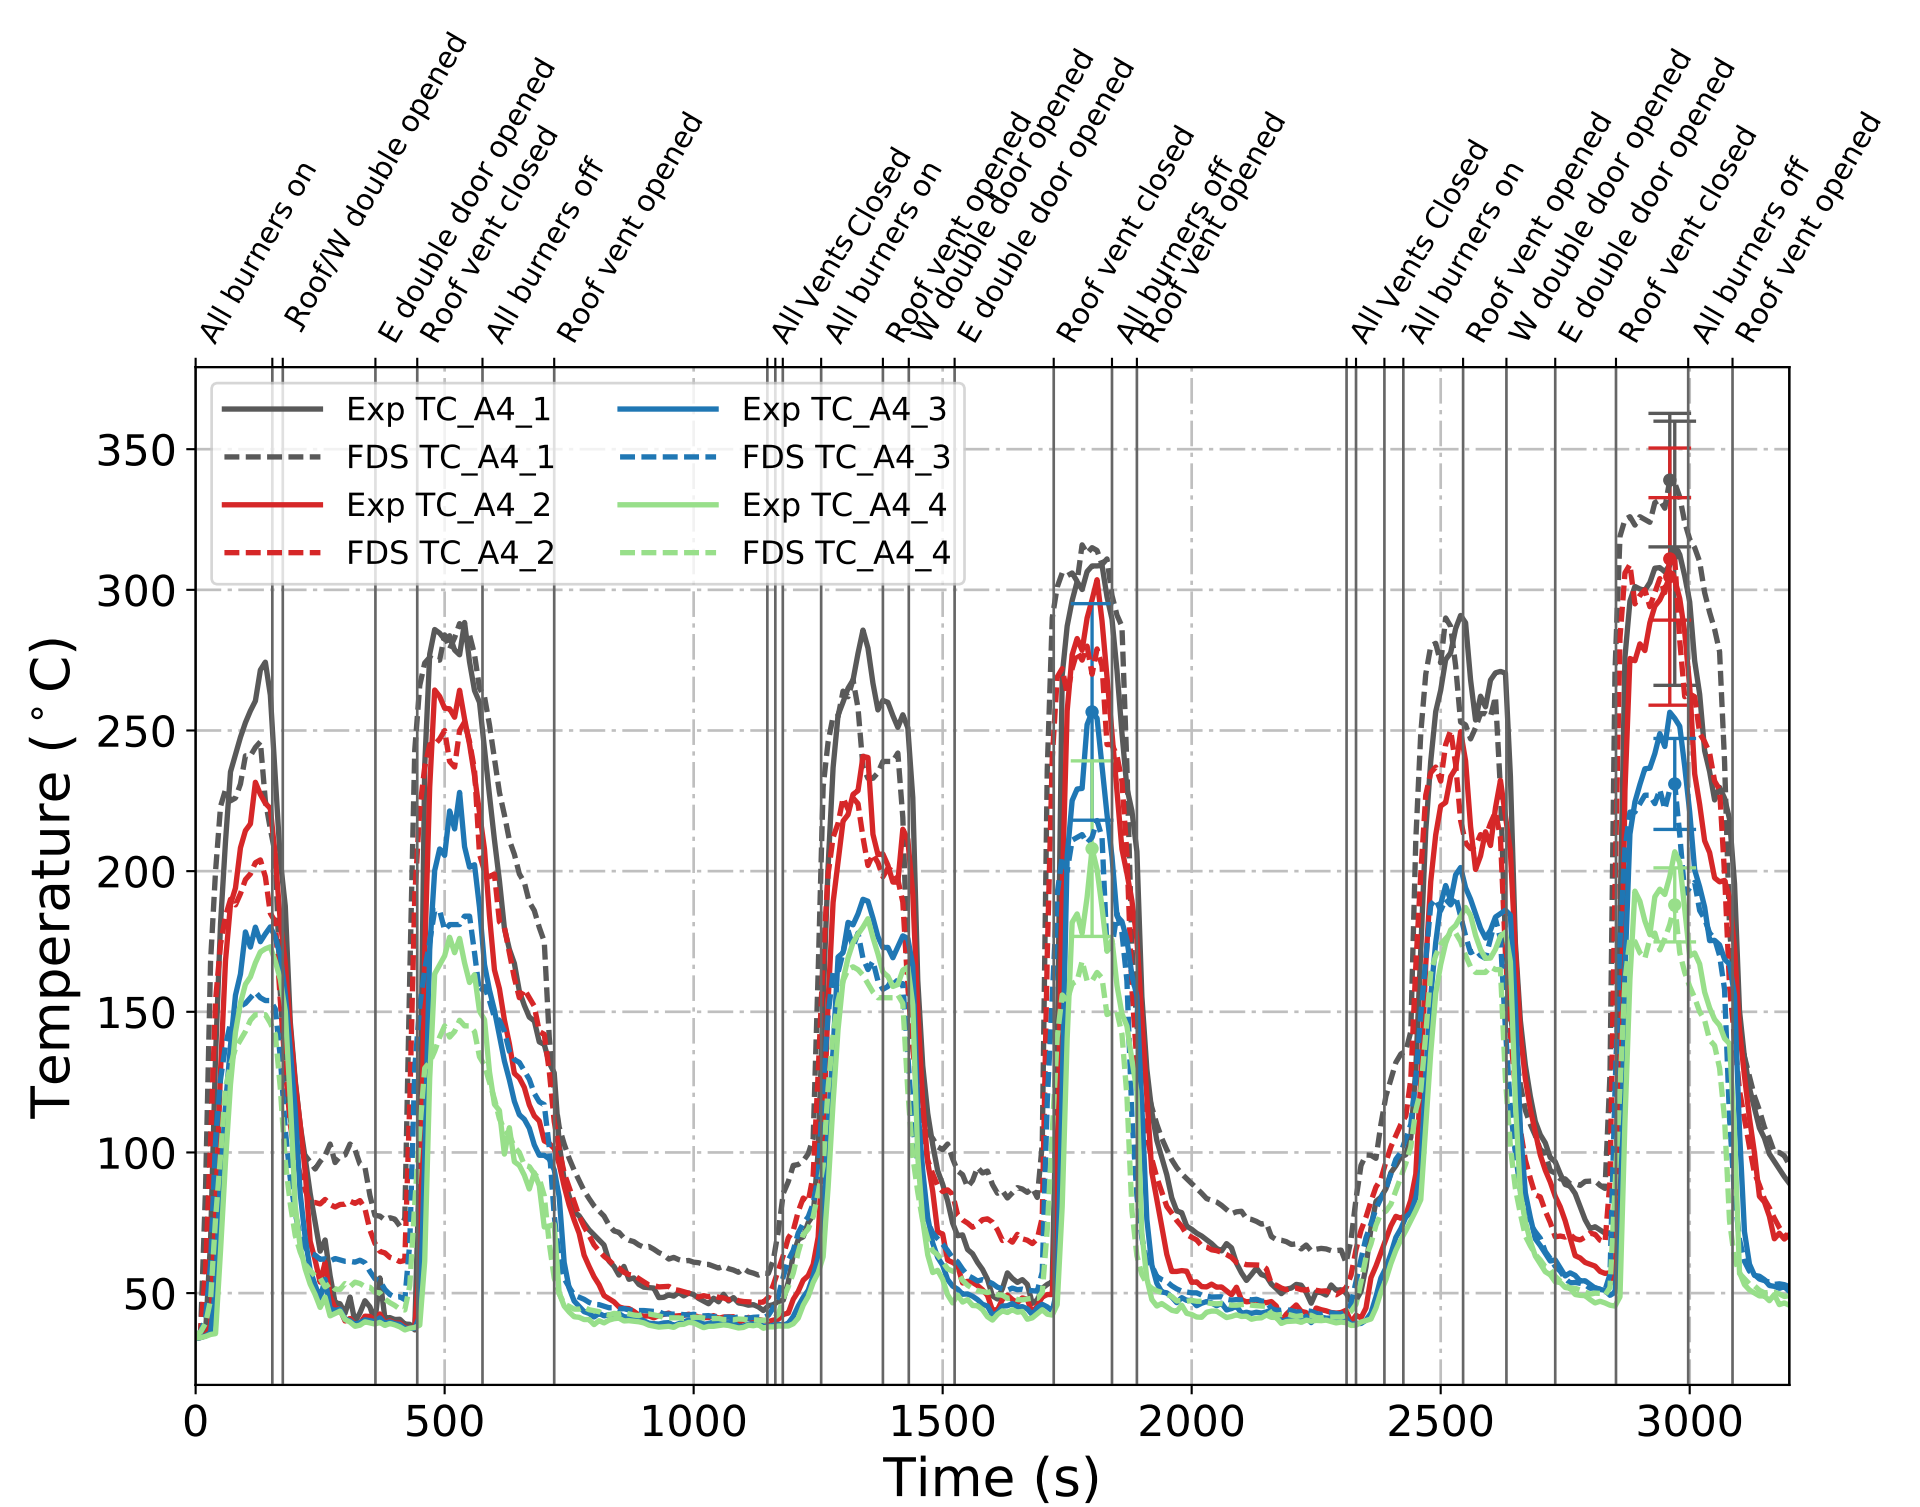 All burners on
Roof/W double opened
E double door opened
Roof vent closed
All burners off
Roof vent opened
All Vents Closed
All burners on
Roof vent opened
W double door opened
E double door opened
Roof vent closed
All burners off
Roof vent opened
All Vents Closed
All burners on
Roof vent opened
W double door opened
E double door opened
Roof vent closed
All burners off
Roof vent opened
Exp TC_A4_1
FDS TC_A4_1
Exp TC_A4_2
FDS TC_A4_2
Exp TC_A4_3
FDS TC_A4_3
Exp TC_A4_4
FDS TC_A4_4
Temperature (°C)
350
300
250
200
150
100
50
0 500 1000 1500 2000 2500 3000
Time (s)